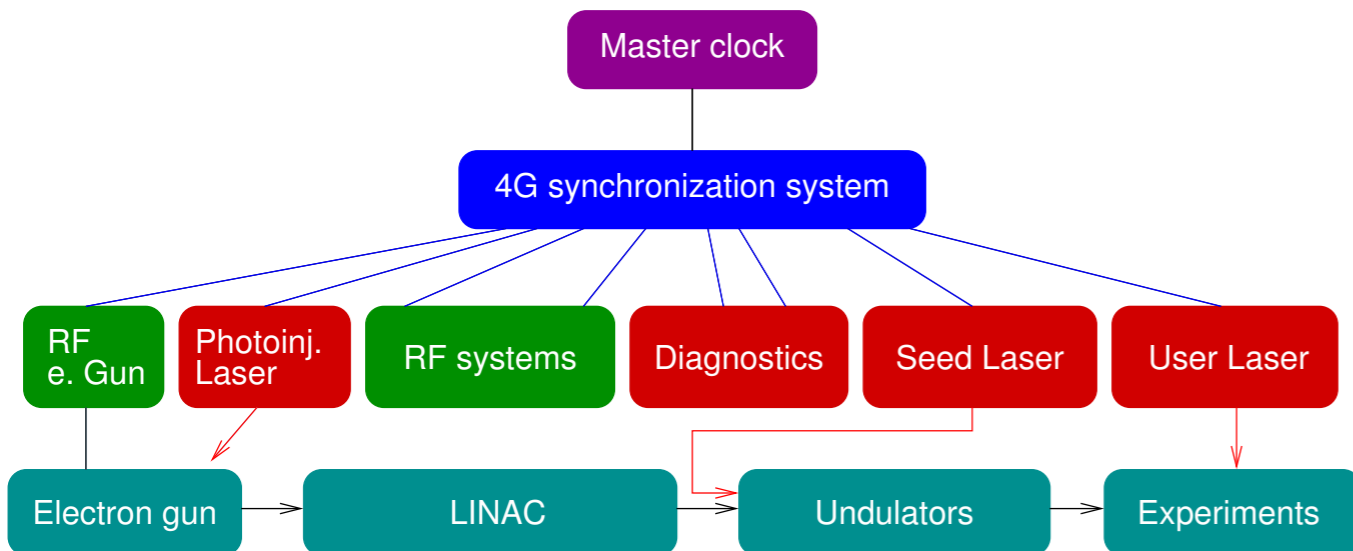 Master clock
4G synchronization system
RF
e. Gun
Photoinj.
Laser
RF systems
Diagnostics
Seed Laser
User Laser
Electron gun
LINAC
Undulators
Experiments